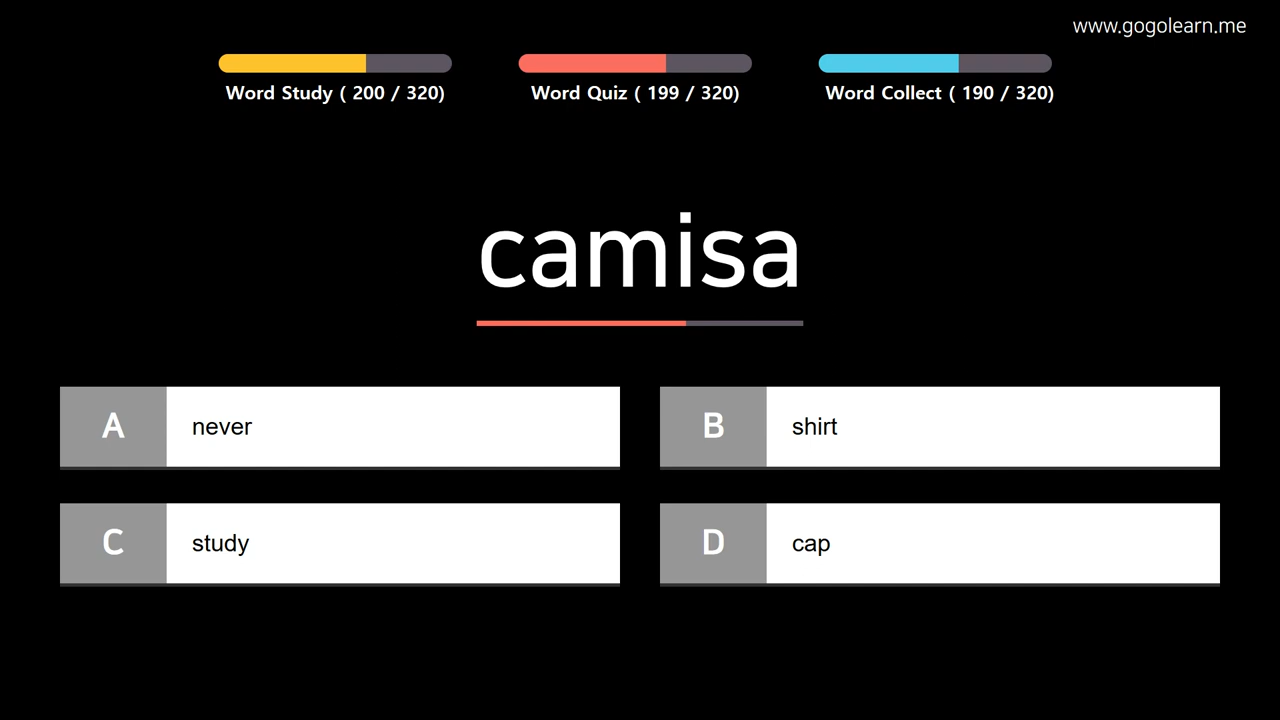 www.gogolearn.me
Word Study ( 200 / 320)
Word Quiz ( 199 / 320)
Word Collect ( 190 / 320)
camisa
A
never
B
shirt
C
study
D
cap